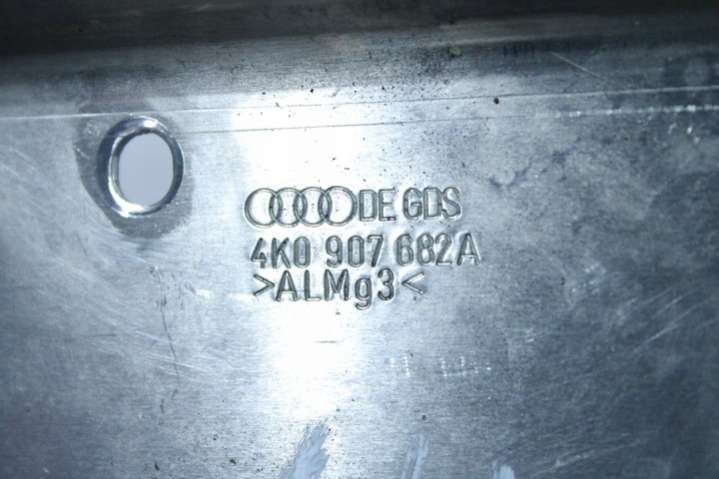 DE GDS
4K0 907 682A
>ALMg3<